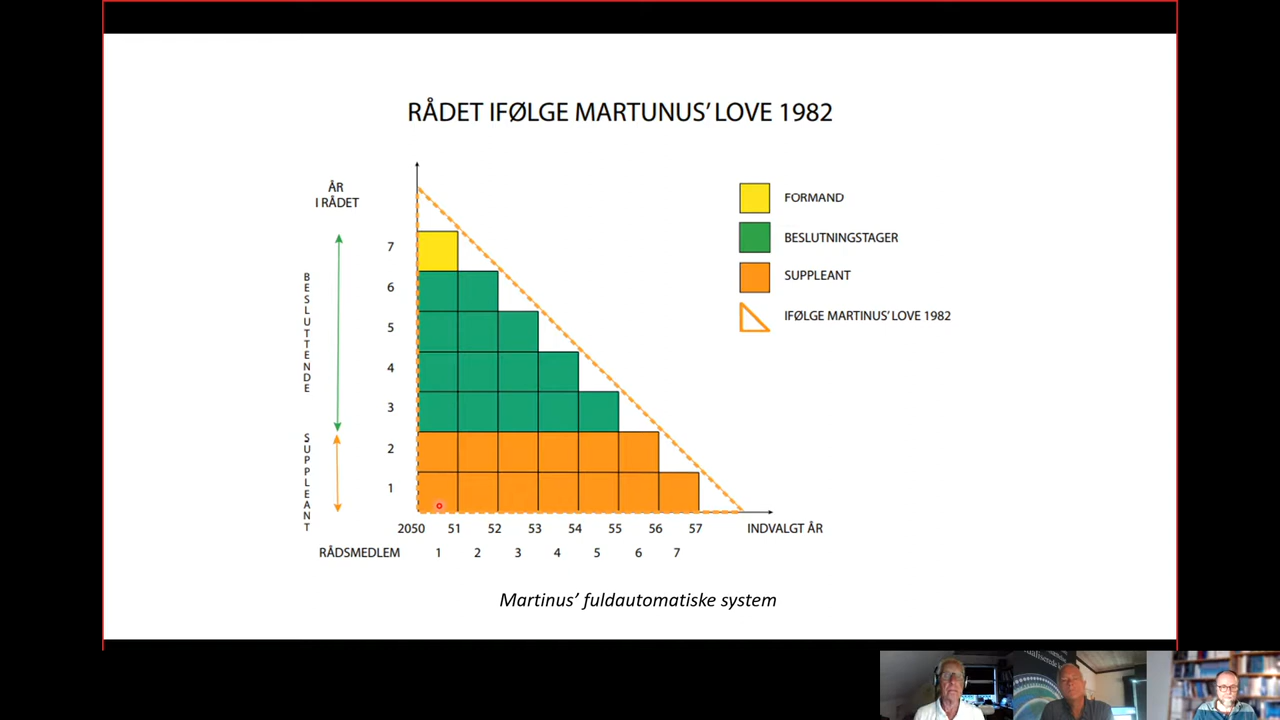 RÅDET IFØLGE MARTUNUS’ LOVE 1982
ÅR
I RÅDET
7
6
5
4
3
2
1
BESLUTTENDE
SUPPLEANT
FORMAND
BESLUTNINGSTAGER
SUPPLEANT
IFØLGE MARTINUS’ LOVE 1982
2050 51 52 53 54 55 56 57 INDVALGT ÅR
RÅDSMEDLEM 1 2 3 4 5 6 7
Martinus’ fuldautomatiske system